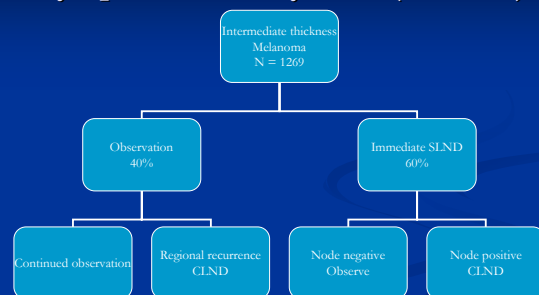 Intermediate thickness
Melanoma
N = 1269
Observation
40%
Immediate SLND
60%
Continued observation
Regional recurrence
CLND
Node negative
Observe
Node positive
CLND